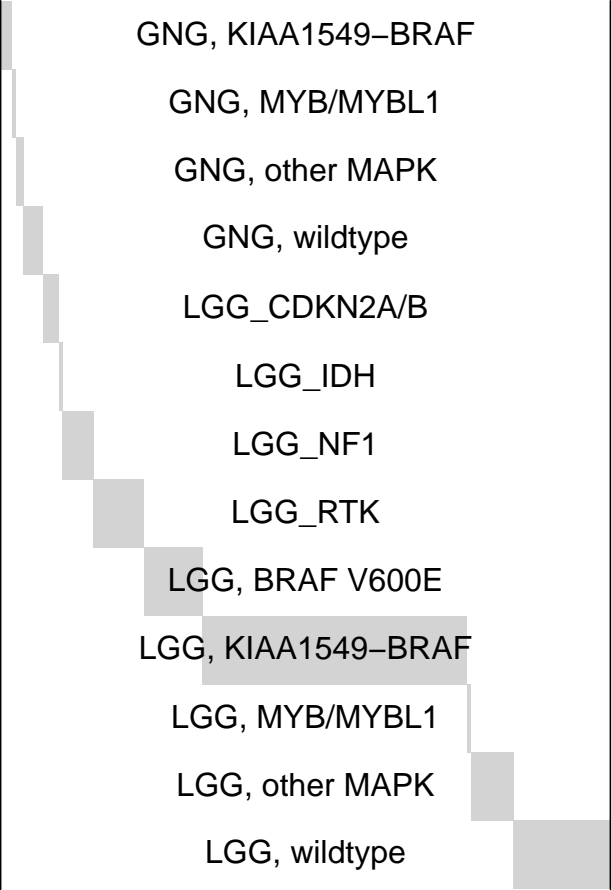 GNG, KIAA1549−BRAF
GNG, MYB/MYBL1
GNG, other MAPK
GNG, wildtype
LGG_CDKN2A/B
LGG_IDH
LGG_NF1
LGG_RTK
LGG, BRAF V600E
LGG, KIAA1549−BRAF
LGG, MYB/MYBL1
LGG, other MAPK
LGG, wildtype